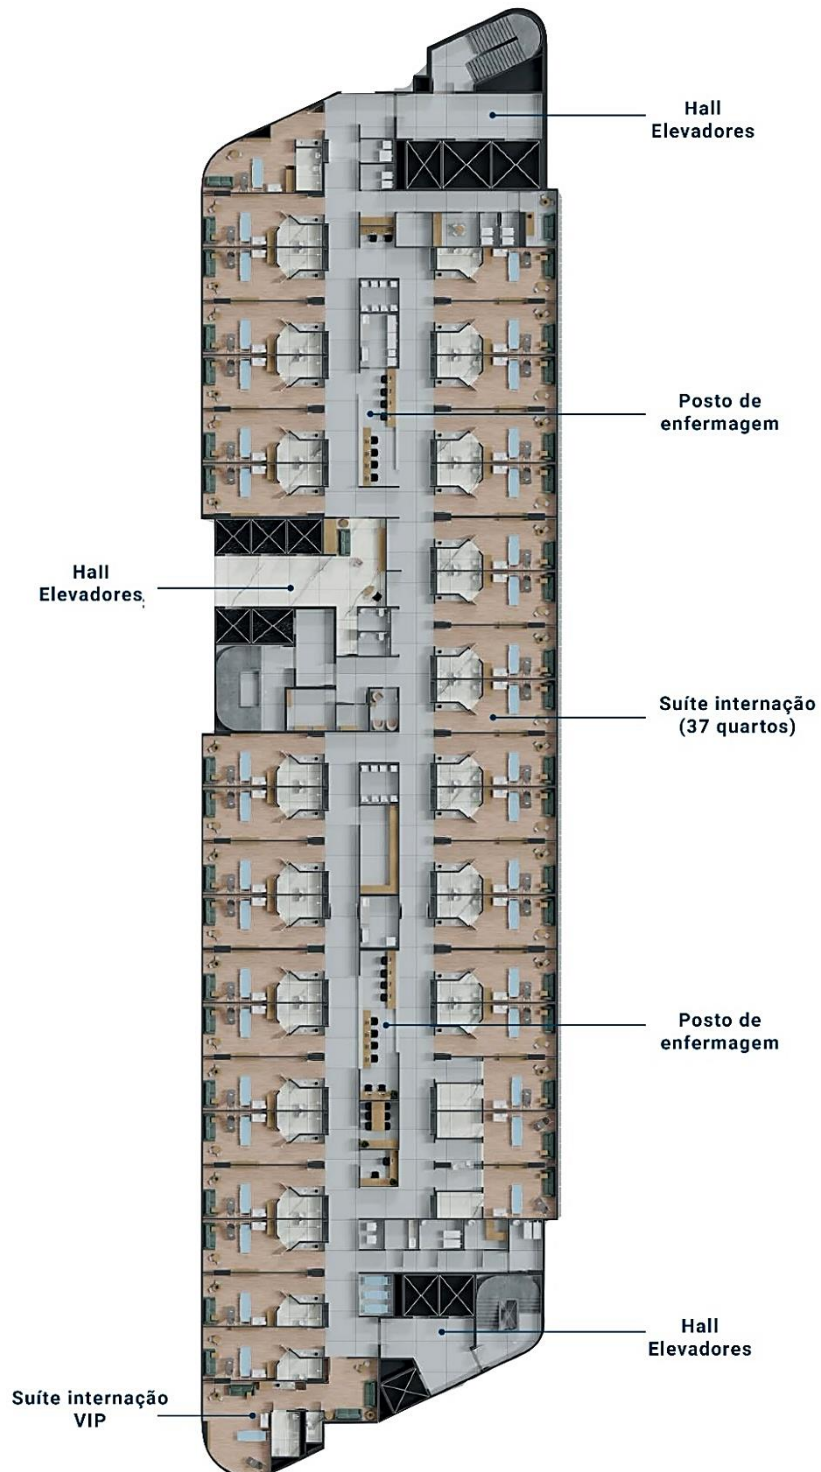 Hall
Elevadores
Posto de
enfermagem
Hall
Elevadores
Suíte internação
(37 quartos)
Posto de
enfermagem
Hall
Elevadores
Suíte internação
VIP